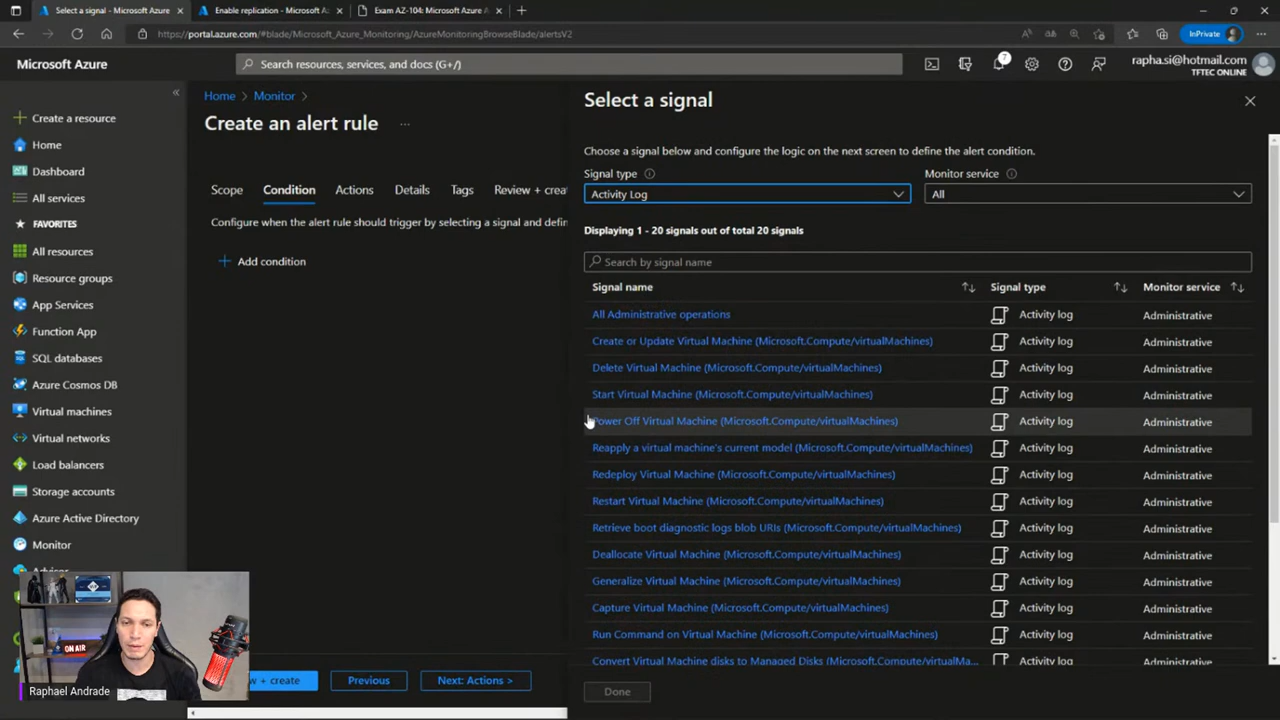 Select a signal - Microsoft Azure
Enable replication - Microsoft A
Exam AZ-104: Microsoft Azure A
https://portal.azure.com/#blade/Microsoft_Azure_Monitoring/AzureMonitoringBrowseBlade/alertsV2
InPrivate
Microsoft Azure
Search resources, services, and docs (G+/)
7
rapha.si@hotmail.com
TFTEC ONLINE
Create a resource
Home
Dashboard
All services
FAVORITES
All resources
Resource groups
App Services
Function App
SQL databases
Azure Cosmos DB
Virtual machines
Virtual networks
Load balancers
Storage accounts
Azure Active Directory
Monitor
Home > Monitor >
Create an alert rule ...
Scope Condition Actions Details Tags Review + crea
Configure when the alert rule should trigger by selecting a signal and defin
Add condition
w + create
Previous
Next: Actions >
Select a signal
Choose a signal below and configure the logic on the next screen to define the alert condition.
Signal type Monitor service
Activity Log All
Displaying 1 - 20 signals out of total 20 signals
Search by signal name
Signal name Signal type Monitor service
All Administrative operations Activity log Administrative
Create or Update Virtual Machine (Microsoft.Compute/virtualMachines) Activity log Administrative
Delete Virtual Machine (Microsoft.Compute/virtualMachines) Activity log Administrative
Start Virtual Machine (Microsoft.Compute/virtualMachines) Activity log Administrative
Power Off Virtual Machine (Microsoft.Compute/virtualMachines) Activity log Administrative
Reapply a virtual machine's current model (Microsoft.Compute/virtualMachines) Activity log Administrative
Redeploy Virtual Machine (Microsoft.Compute/virtualMachines) Activity log Administrative
Restart Virtual Machine (Microsoft.Compute/virtualMachines) Activity log Administrative
Retrieve boot diagnostic logs blob URIs (Microsoft.Compute/virtualMachines) Activity log Administrative
Deallocate Virtual Machine (Microsoft.Compute/virtualMachines) Activity log Administrative
Generalize Virtual Machine (Microsoft.Compute/virtualMachines) Activity log Administrative
Capture Virtual Machine (Microsoft.Compute/virtualMachines) Activity log Administrative
Run Command on Virtual Machine (Microsoft.Compute/virtualMachines) Activity log Administrative
Convert Virtual Machine disks to Managed Disks (Microsoft.Compute/virtualMa... Activity log Administrative
Done
ON AIR
Raphael Andrade